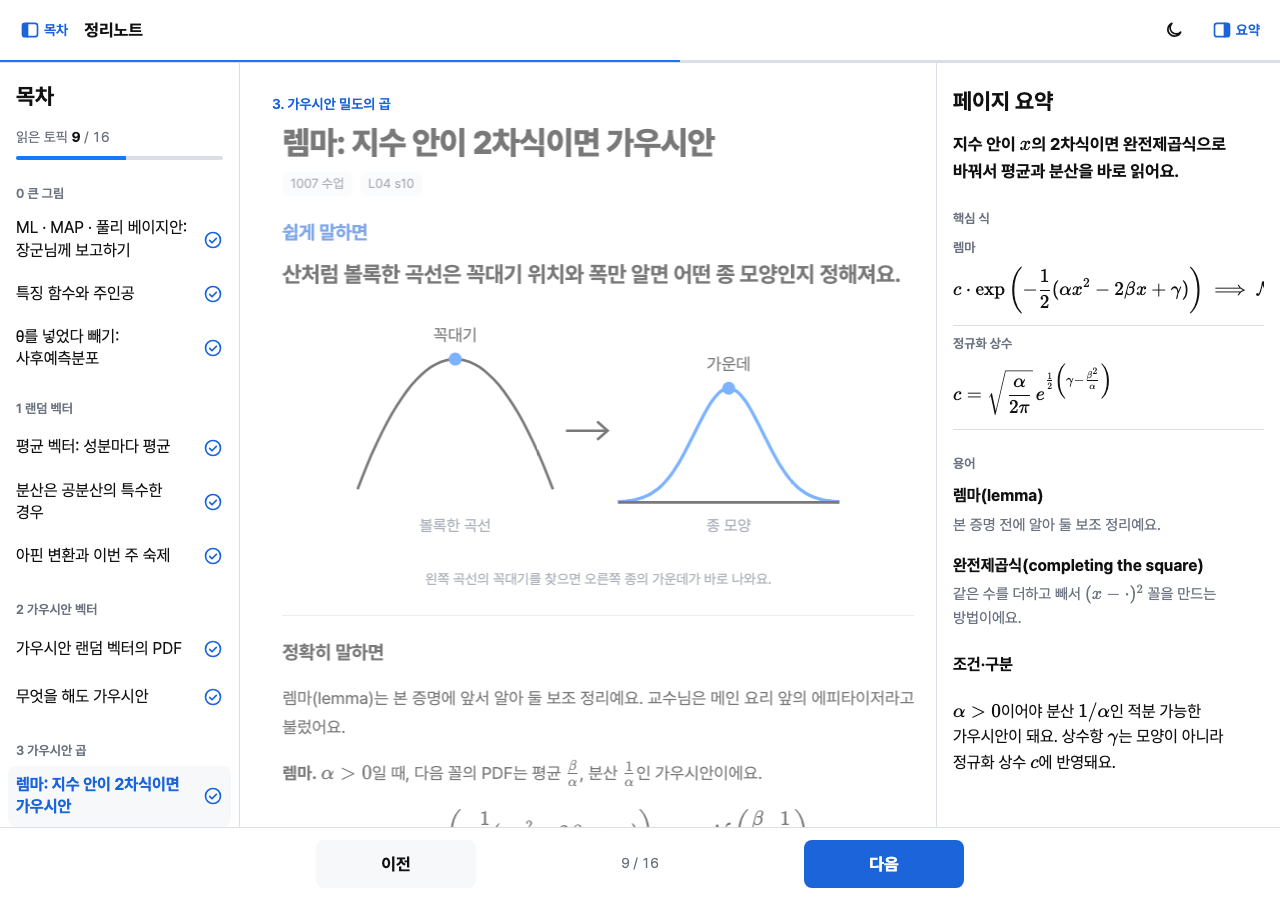 목차
정리노트
요약
목차
읽은 토픽 9 / 16
0 큰 그림
ML · MAP · 풀리 베이지안:
장군님께 보고하기
특징 함수와 주인공
θ를 넣었다 빼기:
사후예측분포
1 랜덤 벡터
평균 벡터: 성분마다 평균
분산은 공분산의 특수한
경우
아핀 변환과 이번 주 숙제
2 가우시안 벡터
가우시안 랜덤 벡터의 PDF
무엇을 해도 가우시안
3 가우시안 곱
렘마: 지수 안이 2차식이면
가우시안
3. 가우시안 밀도의 곱
렘마: 지수 안이 2차식이면 가우시안
1007 수업 L04 s10
쉽게 말하면
산처럼 볼록한 곡선은 꼭대기 위치와 폭만 알면 어떤 종 모양인지 정해져요.
꼭대기
가운데
볼록한 곡선
종 모양
왼쪽 곡선의 꼭대기를 찾으면 오른쪽 종의 가운데가 바로 나와요.
정확히 말하면
렘마(lemma)는 본 증명에 앞서 알아 둘 보조 정리예요. 교수님은 메인 요리 앞의 에피타이저라고
불렀어요.
렘마. α > 0일 때, 다음 꼴의 PDF는 평균 β/α, 분산 1/α인 가우시안이에요.
페이지 요약
지수 안이 x의 2차식이면 완전제곱식으로
바꿔서 평균과 분산을 바로 읽어요.
핵심 식
렘마
c · exp(−1/2(αx² − 2βx + γ)) ⟹
정규화 상수
c = √(α/2π) e^{1/2(γ−β²/α)}
용어
렘마(lemma)
본 증명 전에 알아 둘 보조 정리예요.
완전제곱식(completing the square)
같은 수를 더하고 빼서 (x − ·)² 꼴을 만드는
방법이에요.
조건·구분
α > 0이어야 분산 1/α인 적분 가능한
가우시안이 돼요. 상수항 γ는 모양이 아니라
정규화 상수 c에 반영돼요.
이전
9 / 16
다음